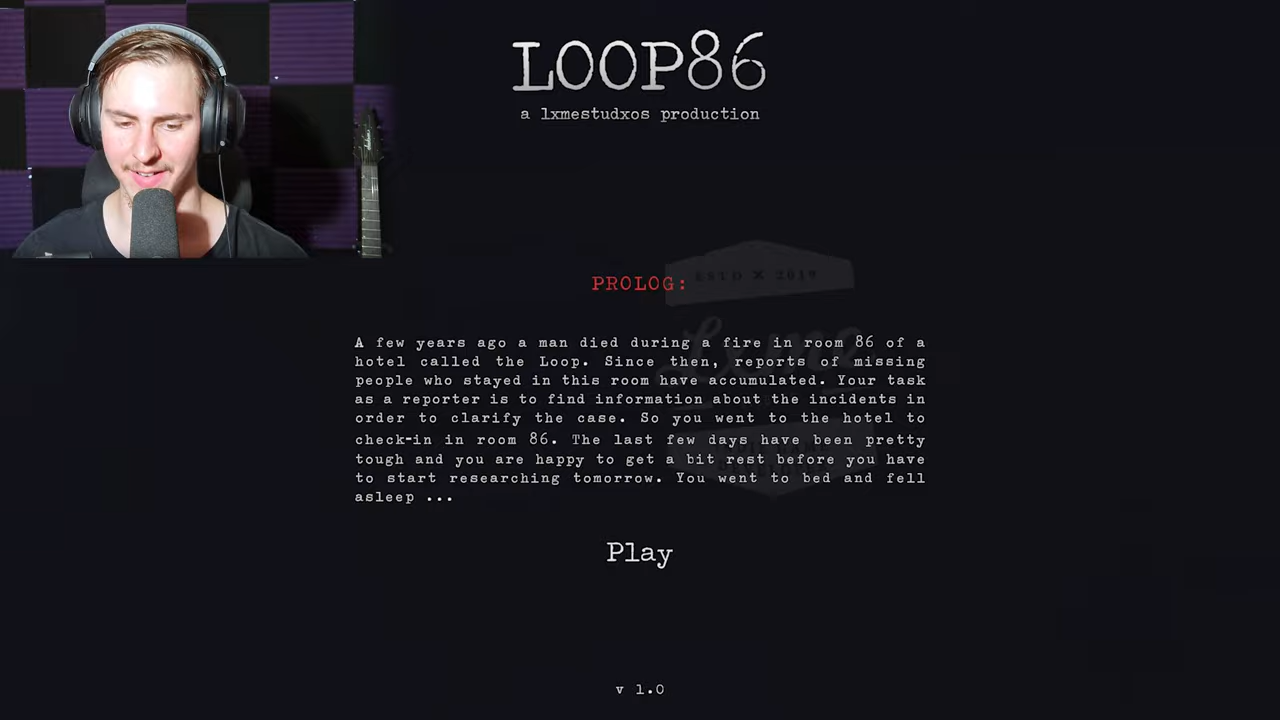 LOOP86
a lxmestudxos production
ESTD X 2019
Lxme
PROLOG:
A few years ago a man died during a fire in room 86 of a
hotel called the Loop. Since then, reports of missing
people who stayed in this room have accumulated. Your task
as a reporter is to find information about the incidents in
order to clarify the case. So you went to the hotel to
check-in in room 86. The last few days have been pretty
tough and you are happy to get a bit rest before you have
to start researching tomorrow. You went to bed and fell
asleep ...
Play
v 1.0